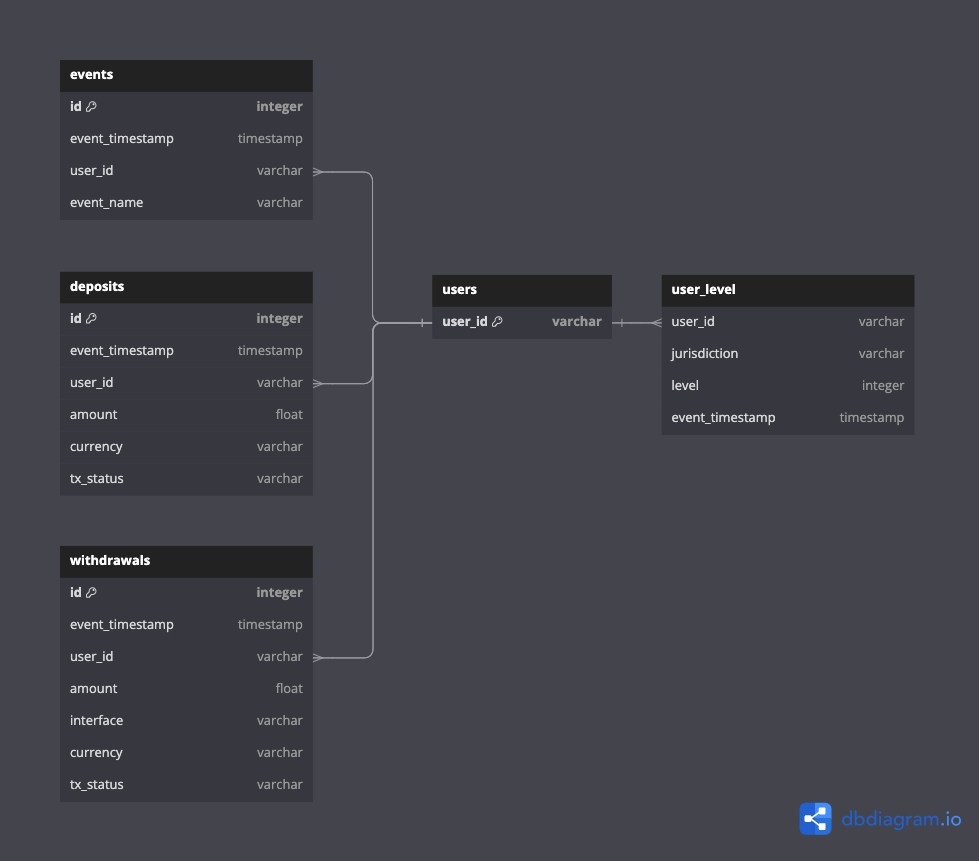 events
id integer
event_timestamp timestamp
user_id varchar
event_name varchar
deposits
id integer
event_timestamp timestamp
user_id varchar
amount float
currency varchar
tx_status varchar
withdrawals
id integer
event_timestamp timestamp
user_id varchar
amount float
interface varchar
currency varchar
tx_status varchar
users
user_id varchar
user_level
user_id varchar
jurisdiction varchar
level integer
event_timestamp timestamp
dbdiagram.io